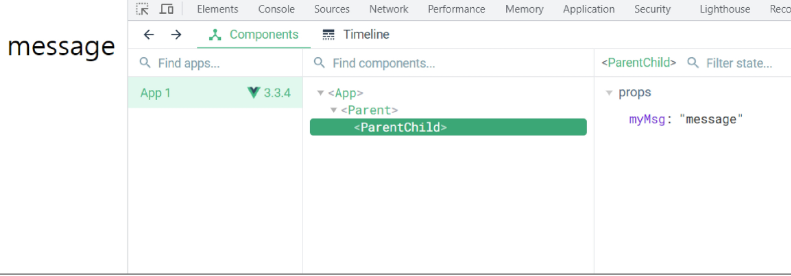 message
Elements Console Sources Network Performance Memory Application Security Lighthouse Reco
Components Timeline
Find apps...
App 1 3.3.4
Find components...
<App>
<Parent>
<ParentChild>
<ParentChild> Filter state...
props
myMsg: "message"